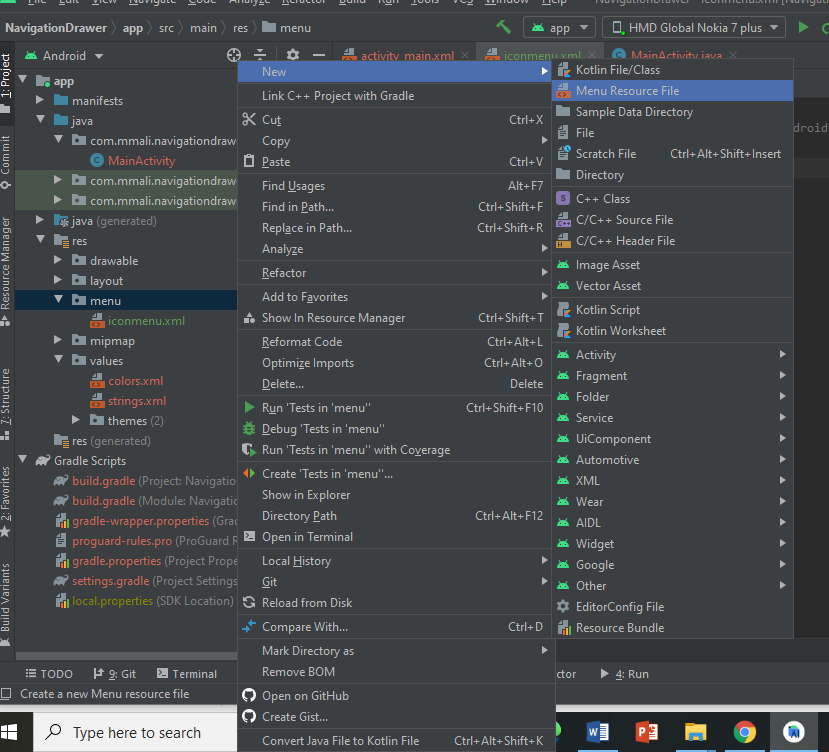 NavigationDrawer app src main res menu app HMD Global Nokia 7 plus
Android activity_main.xml iconmenu.xml MainActivity.java
1: Project
Commit
Resource Manager
7: Structure
2: Favorites
Build Variants
app
manifests
java
com.mmali.navigationdraw
MainActivity
com.mmali.navigationdraw
com.mmali.navigationdraw
java (generated)
res
drawable
layout
menu
iconmenu.xml
mipmap
values
colors.xml
strings.xml
themes (2)
res (generated)
Gradle Scripts
build.gradle (Project: Navigatio
build.gradle (Module: Navigatio
gradle-wrapper.properties (Grad
proguard-rules.pro (ProGuard R
gradle.properties (Project Prope
settings.gradle (Project Settings
local.properties (SDK Location)
New
Link C++ Project with Gradle
Cut Ctrl+X
Copy
Paste Ctrl+V
Find Usages Alt+F7
Find in Path... Ctrl+Shift+F
Replace in Path... Ctrl+Shift+R
Analyze
Refactor
Add to Favorites
Show In Resource Manager Ctrl+Shift+T
Reformat Code Ctrl+Alt+L
Optimize Imports Ctrl+Alt+O
Delete... Delete
Run 'Tests in 'menu'' Ctrl+Shift+F10
Debug 'Tests in 'menu''
Run 'Tests in 'menu'' with Coverage
Create 'Tests in 'menu''...
Show in Explorer
Directory Path Ctrl+Alt+F12
Open in Terminal
Local History
Git
Reload from Disk
Compare With... Ctrl+D
Mark Directory as
Remove BOM
Open on GitHub
Create Gist...
Convert Java File to Kotlin File Ctrl+Alt+Shift+K
Kotlin File/Class
Menu Resource File
Sample Data Directory
File
Scratch File Ctrl+Alt+Shift+Insert
Directory
C++ Class
C/C++ Source File
C/C++ Header File
Image Asset
Vector Asset
Kotlin Script
Kotlin Worksheet
Activity
Fragment
Folder
Service
UiComponent
Automotive
XML
Wear
AIDL
Widget
Google
Other
EditorConfig File
Resource Bundle
droid
TODO 9: Git Terminal ctor 4: Run
Create a new Menu resource file
Type here to search